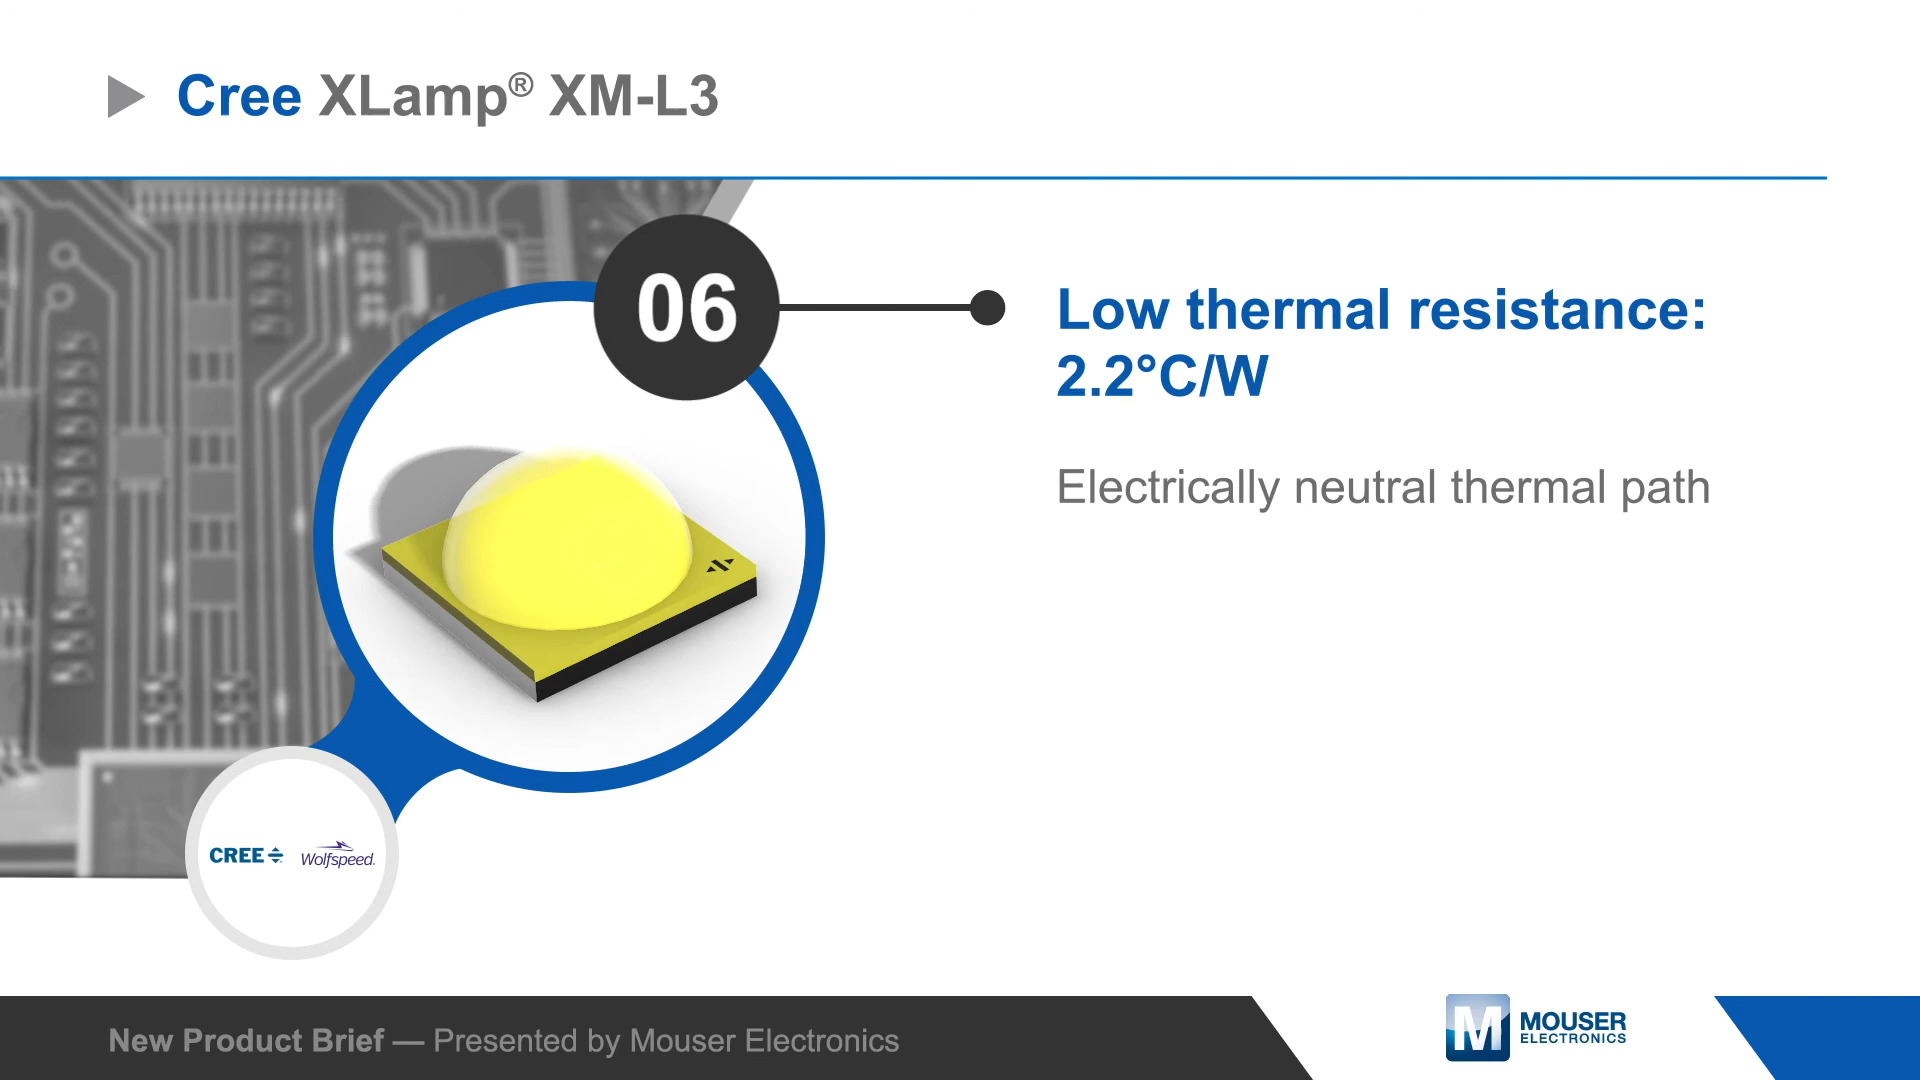 Cree XLamp® XM-L3
06
Low thermal resistance:
2.2°C/W
Electrically neutral thermal path
CREE Wolfspeed.
New Product Brief — Presented by Mouser Electronics
M
MOUSER
ELECTRONICS